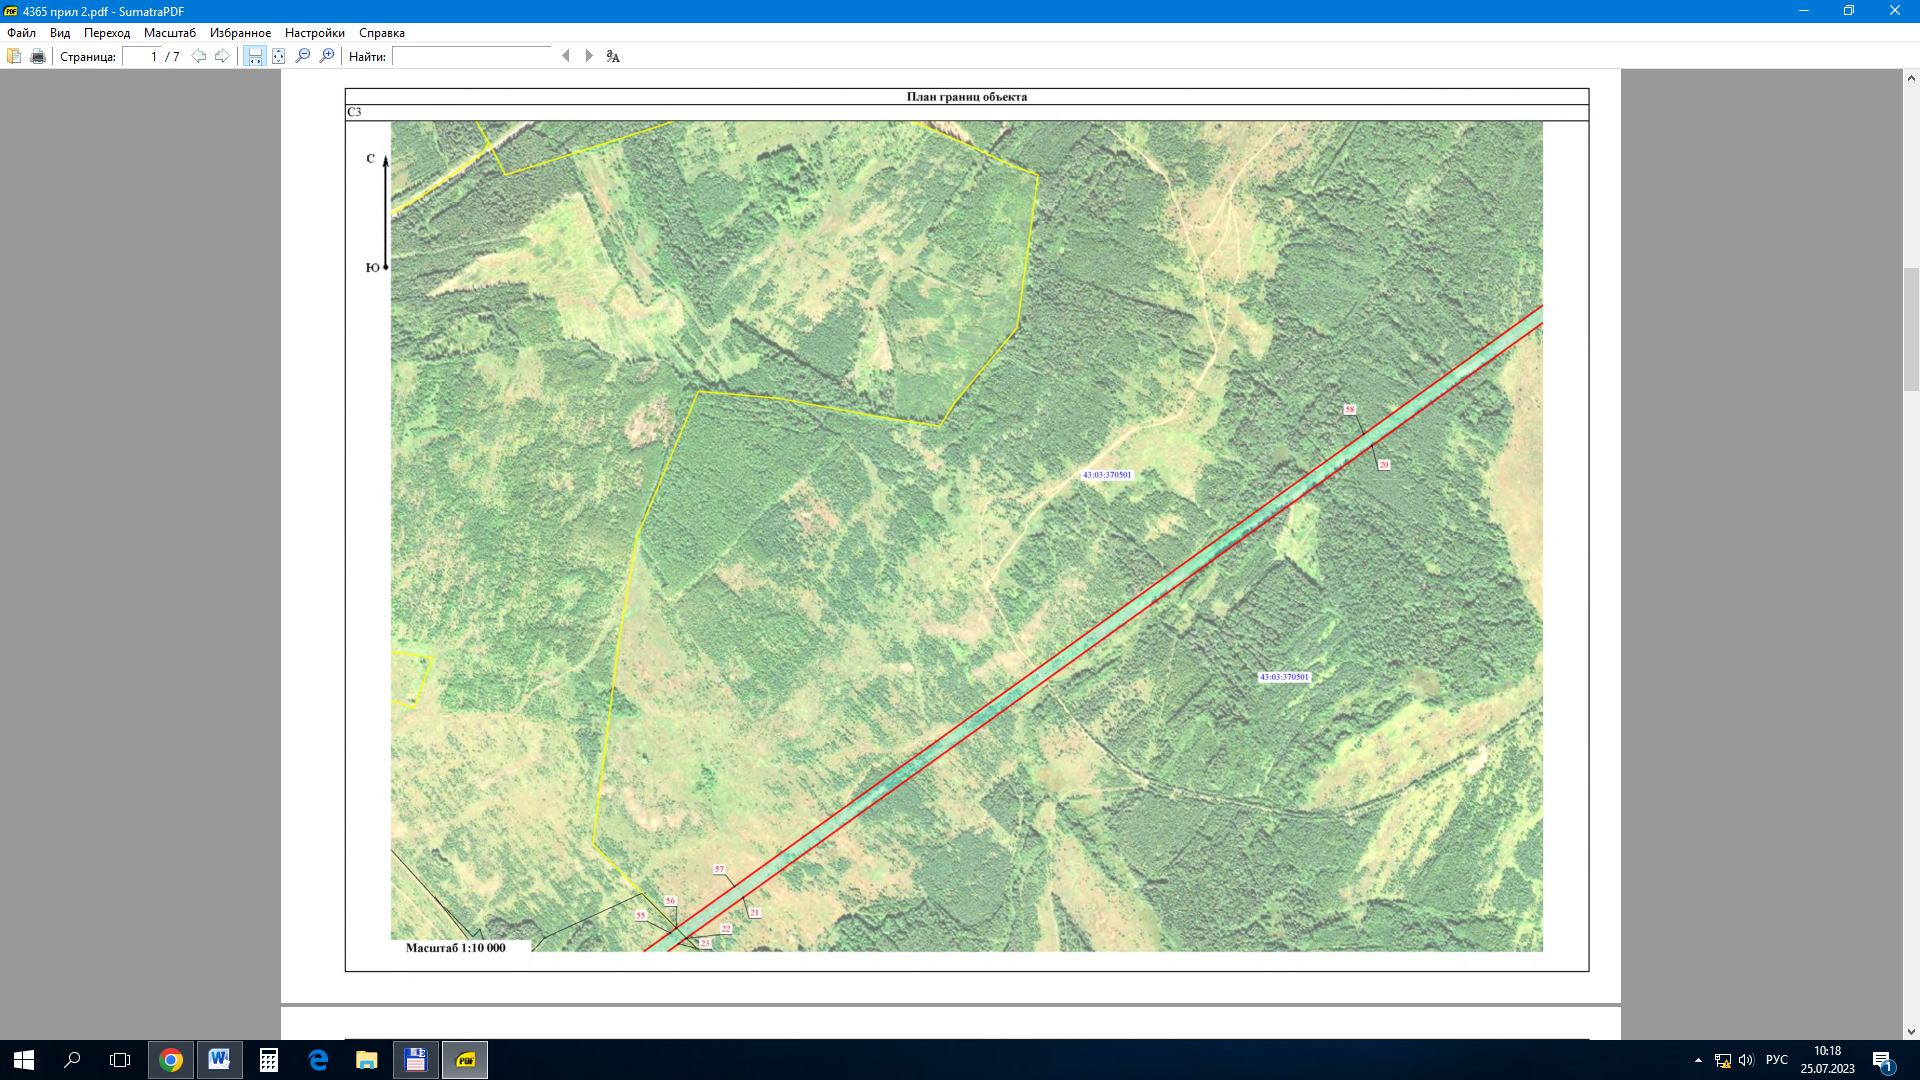 4365 прил 2.pdf - SumatraPDF
Файл Вид Переход Масштаб Избранное Настройки Справка
Страница: 1 / 7 Найти:
План границ объекта
С3
С
Ю
58
20
43:03:370501
43:03:370501
57
56
21
55
22
23
Масштаб 1:10 000
РУС
10:18
25.07.2023
1